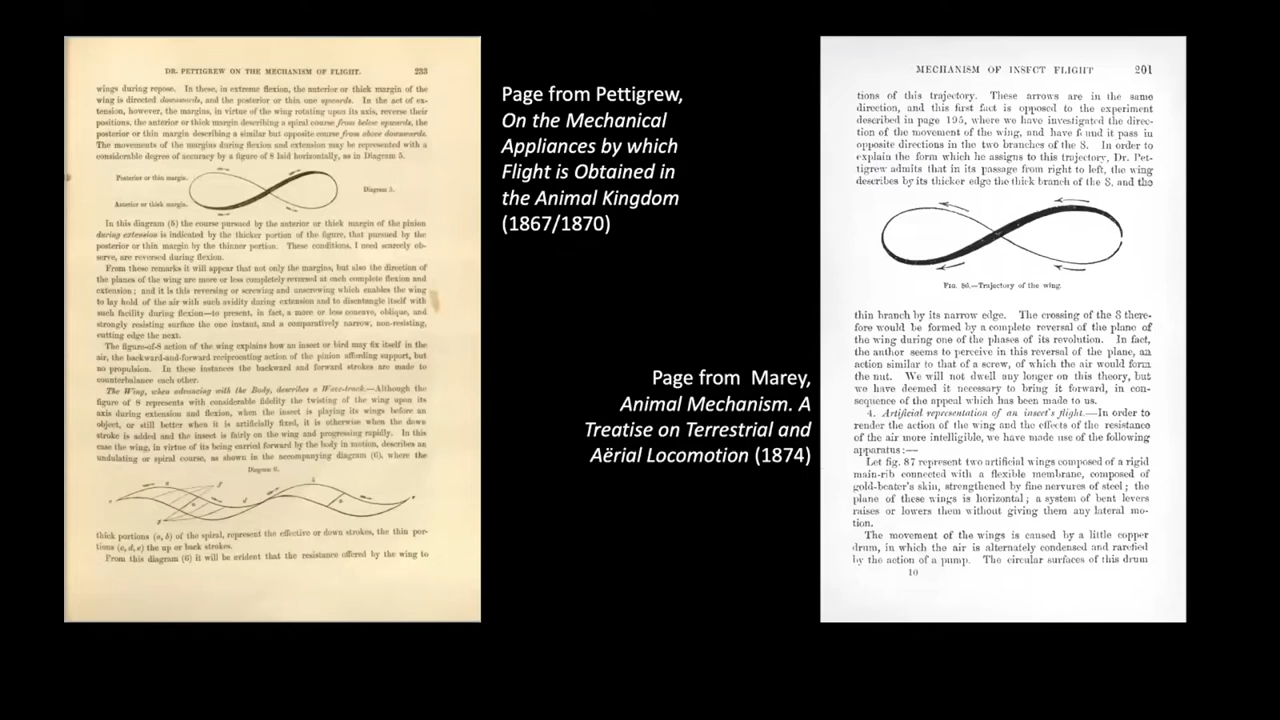 DR. PETTIGREW ON THE MECHANISM OF FLIGHT. 233
wings during repose. In these, in extreme flexion, the anterior or thick margin of the
wing is directed downwards, and the posterior or thin one upwards. In the act of ex-
tension, however, the margins, in virtue of the wing rotating upon its axis, reverse their
positions, the anterior or thick margin describing a spiral course from below upwards, the
posterior or thin margin describing a similar but opposite course from above downwards.
The movements of the margins during flexion and extension may be represented with a
considerable degree of accuracy by a figure of 8 laid horizontally, as in Diagram 5.
Posterior or thin margin.
Diagram 5.
Anterior or thick margin.
In this diagram (5) the course pursued by the anterior or thick margin of the pinion
during extension is indicated by the thicker portion of the figure, that pursued by the
posterior or thin margin by the thinner portion. These conditions, I need scarcely ob-
serve, are reversed during flexion.
From these remarks it will appear that not only the margins, but also the direction of
the planes of the wing are more or less completely reversed at each complete flexion and
extension; and it is this reversing or screwing and unscrewing which enables the wing
to lay hold of the air with such avidity during extension and to disentangle itself with
such facility during flexion—to present, in fact, a more or less concave, oblique, and
strongly resisting surface the one instant, and a comparatively narrow, non-resisting,
cutting edge the next.
The figure-of-8 action of the wing explains how an insect or bird may fix itself in the
air, the backward-and-forward reciprocating action of the pinion affording support, but
no propulsion. In these instances the backward and forward strokes are made to
counterbalance each other.
The Wing, when advancing with the Body, describes a Wave-track.—Although the
figure of 8 represents with considerable fidelity the twisting of the wing upon its
axis during extension and flexion, when the insect is playing its wings before an
object, or still better when it is artificially fixed, it is otherwise when the down
stroke is added and the insect is fairly on the wing and progressing rapidly. In this
case the wing, in virtue of its being carried forward by the body in motion, describes an
undulating or spiral course, as shown in the accompanying diagram (6), where the
Diagram 6.
thick portions (a, b) of the spiral, represent the effective or down strokes, the thin por-
tions (c, d, e) the up or back strokes.
From this diagram (6) it will be evident that the resistance offered by the wing to
Page from Pettigrew,
On the Mechanical
Appliances by which
Flight is Obtained in
the Animal Kingdom
(1867/1870)
Page from Marey,
Animal Mechanism. A
Treatise on Terrestrial and
Aërial Locomotion (1874)
MECHANISM OF INSECT FLIGHT 201
tions of this trajectory. These arrows are in the same
direction, and this first fact is opposed to the experiment
described in page 195, where we have investigated the direc-
tion of the movement of the wing, and have found it pass in
opposite directions in the two branches of the 8. In order to
explain the form which he assigns to this trajectory, Dr. Pet-
tigrew admits that in its passage from right to left, the wing
describes by its thicker edge the thick branch of the 8, and the
FIG. 86.—Trajectory of the wing.
thin branch by its narrow edge. The crossing of the 8 there-
fore would be formed by a complete reversal of the plane of
the wing during one of the phases of its revolution. In fact,
the author seems to perceive in this reversal of the plane, an
action similar to that of a screw, of which the air would form
the nut. We will not dwell any longer on this theory, but
we have deemed it necessary to bring it forward, in con-
sequence of the appeal which has been made to us.
4. Artificial representation of an insect's flight.—In order to
render the action of the wing and the effects of the resistance
of the air more intelligible, we have made use of the following
apparatus:—
Let fig. 87 represent two artificial wings composed of a rigid
main-rib connected with a flexible membrane, composed of
gold-beater's skin, strengthened by fine nervures of steel; the
plane of these wings is horizontal; a system of bent levers
raises or lowers them without giving them any lateral mo-
tion.
The movement of the wings is caused by a little copper
drum, in which the air is alternately condensed and rarefied
by the action of a pump. The circular surfaces of this drum
10